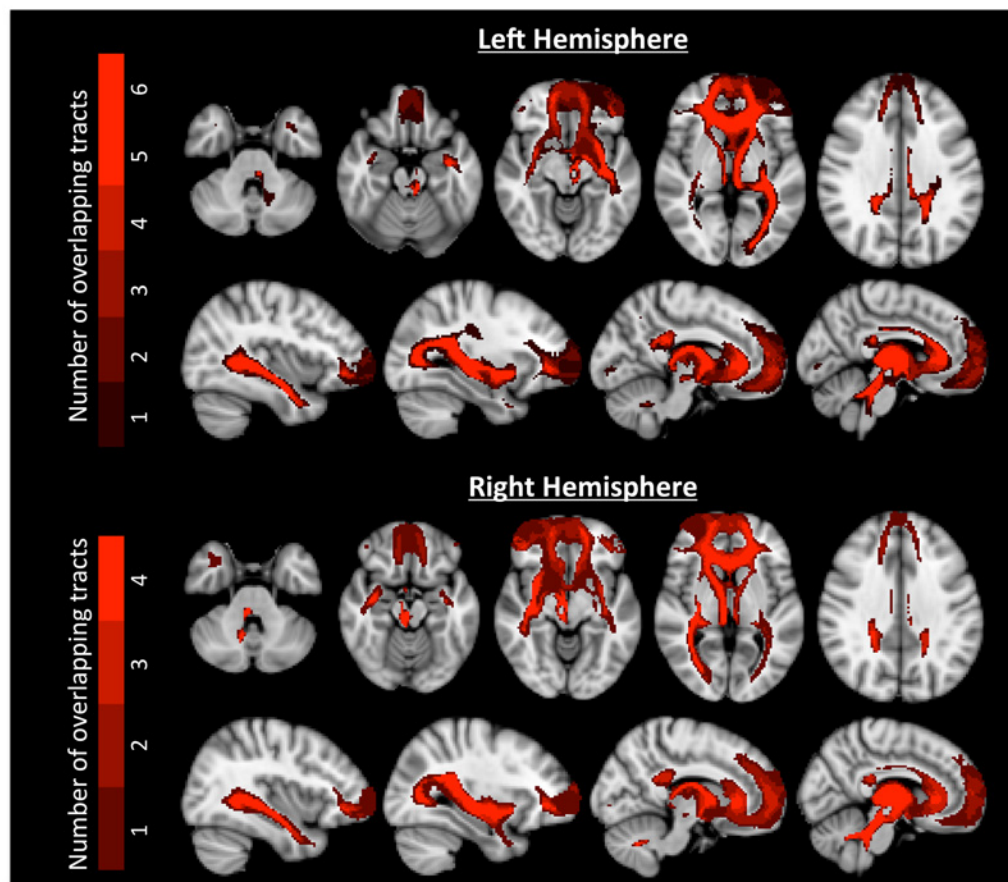 Left Hemisphere
Number of overlapping tracts
6
5
4
3
2
1
Right Hemisphere
Number of overlapping tracts
4
3
2
1